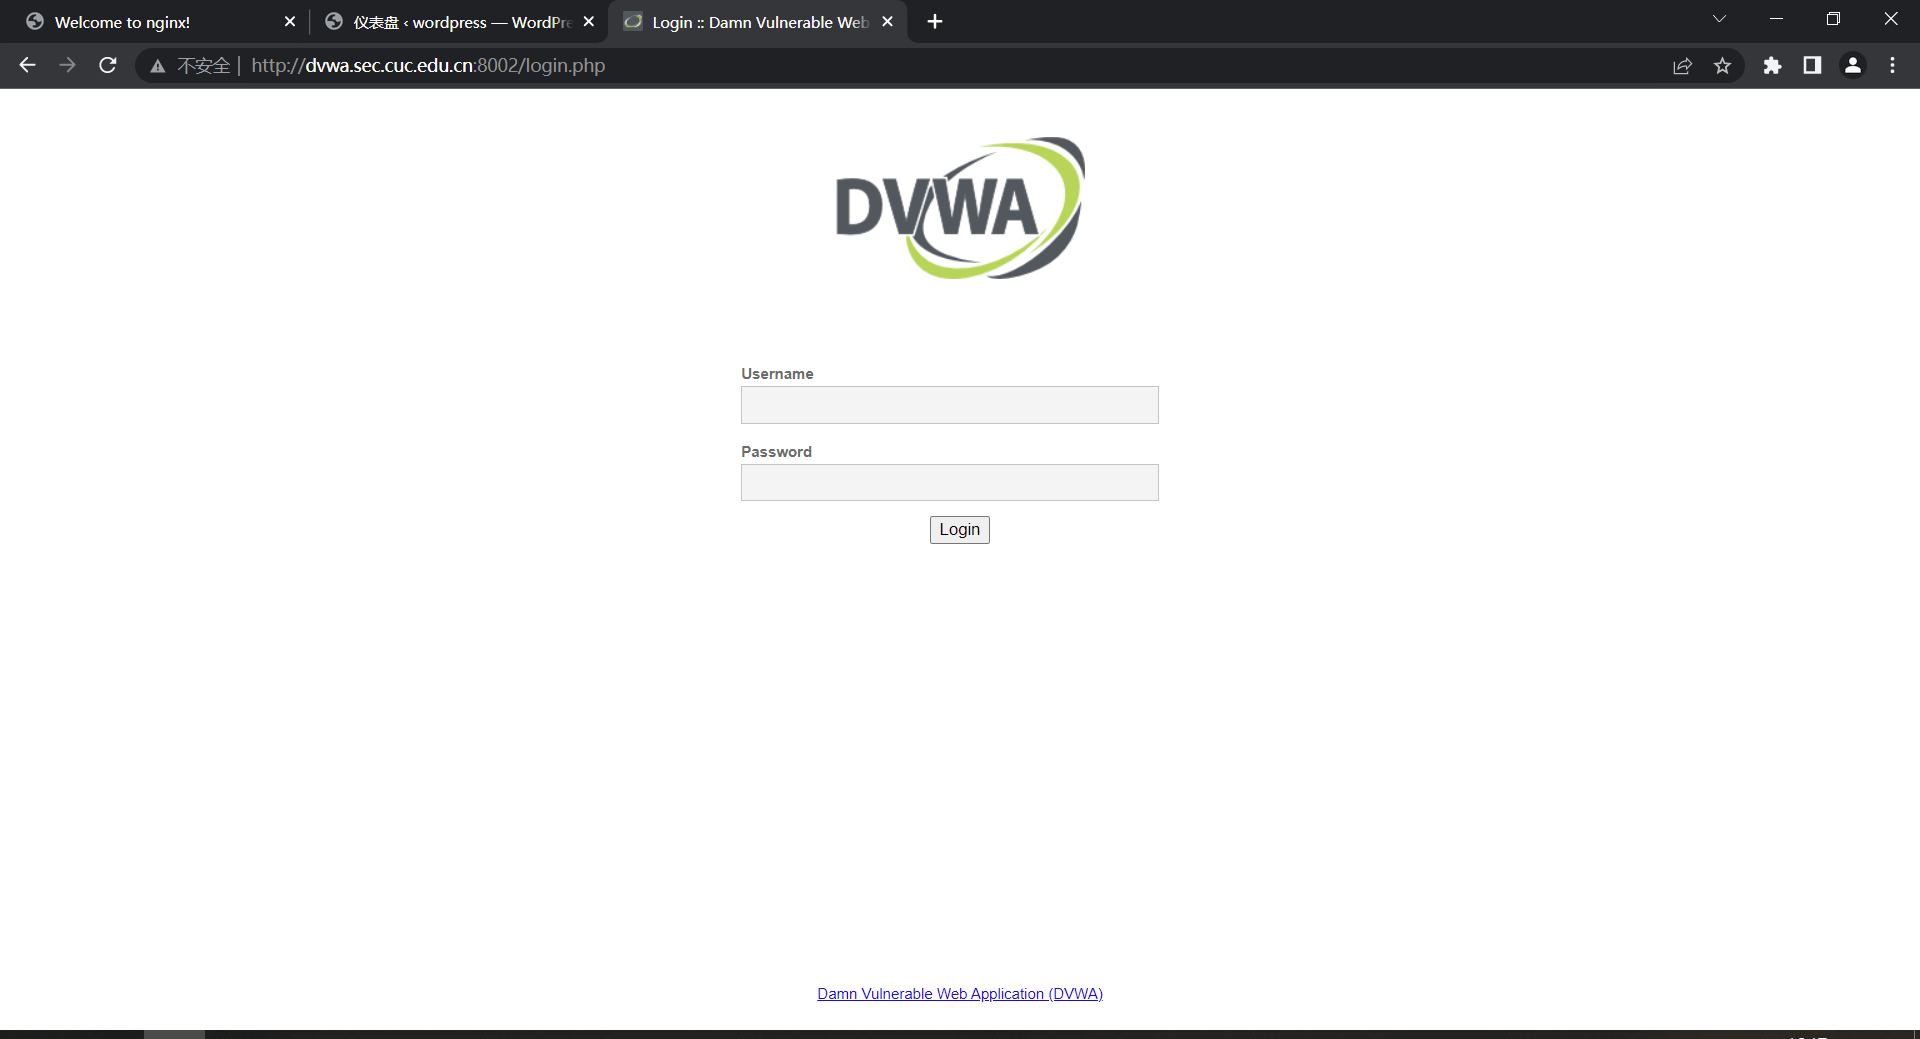 Welcome to nginx!
仪表盘 ‹ wordpress — WordPre
Login :: Damn Vulnerable Web
不安全 | http://dvwa.sec.cuc.edu.cn:8002/login.php
DVWA
Username
Password
Login
Damn Vulnerable Web Application (DVWA)